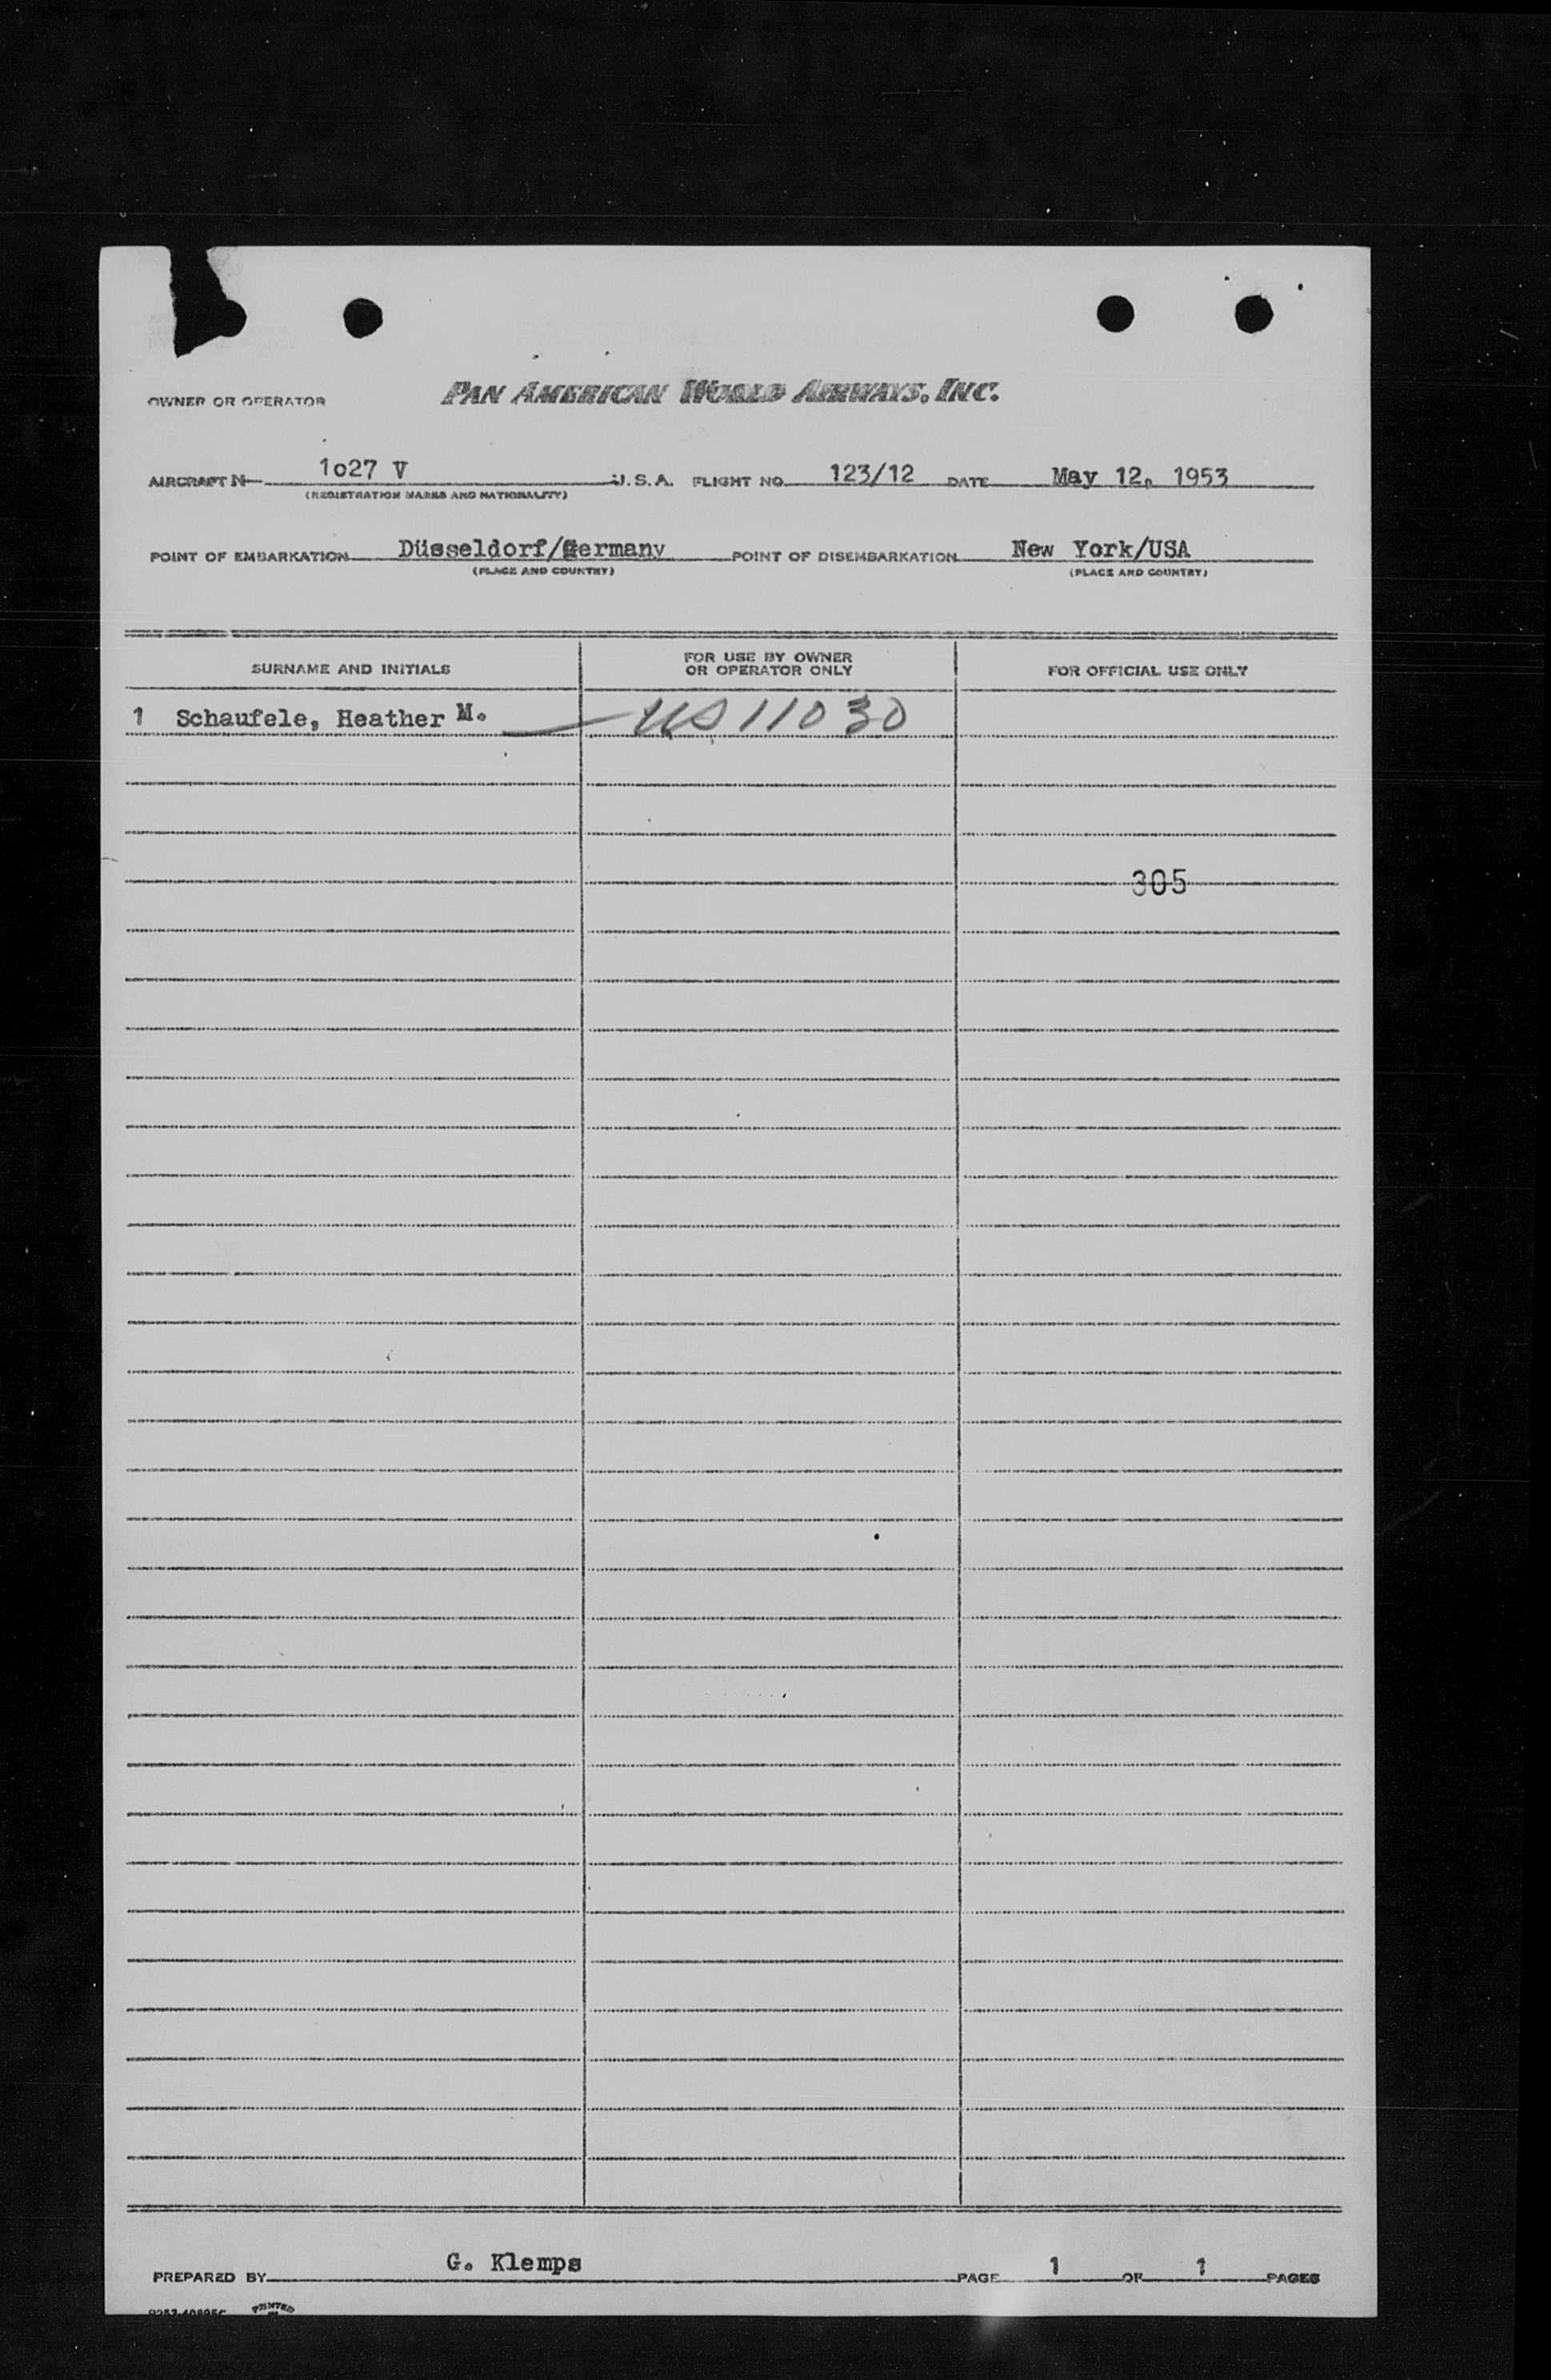 OWNER OR OPERATOR PAN AMERICAN WORLD AIRWAYS, INC.
AIRCRAFT N 1o27 V U.S.A. FLIGHT NO. 123/12 DATE May 12, 1953
(REGISTRATION MARKS AND NATIONALITY)
POINT OF EMBARKATION Düsseldorf/Germany POINT OF DISEMBARKATION New York/USA
(PLACE AND COUNTRY) (PLACE AND COUNTRY)
SURNAME AND INITIALS FOR USE BY OWNER OR OPERATOR ONLY FOR OFFICIAL USE ONLY
1 Schaufele, Heather M. US 11030
305
G. Klemps
PREPARED BY PAGE 1 OF 1 PAGES
PRINTED